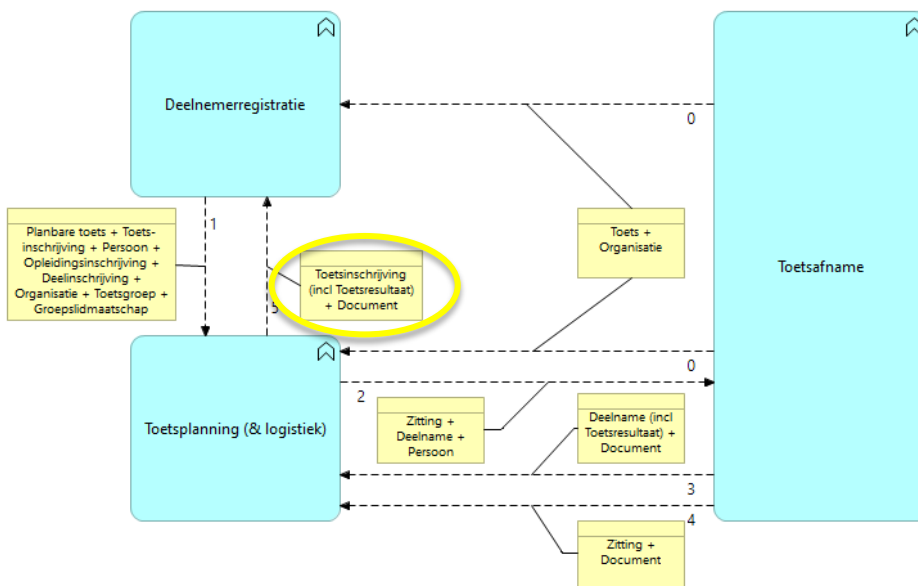 Deelnemerregistratie
0
1
Planbare toets + Toets-
inschrijving + Persoon +
Opleidingsinschrijving +
Deelinschrijving +
Organisatie + Toetsgroep +
Groepslidmaatschap
Toets +
Organisatie
Toetsafname
Toetsinschrijving
(incl Toetsresultaat)
+ Document
5
0
2
Toetsplanning (& logistiek)
Zitting +
Deelname +
Persoon
Deelname (incl
Toetsresultaat) +
Document
3
4
Zitting +
Document